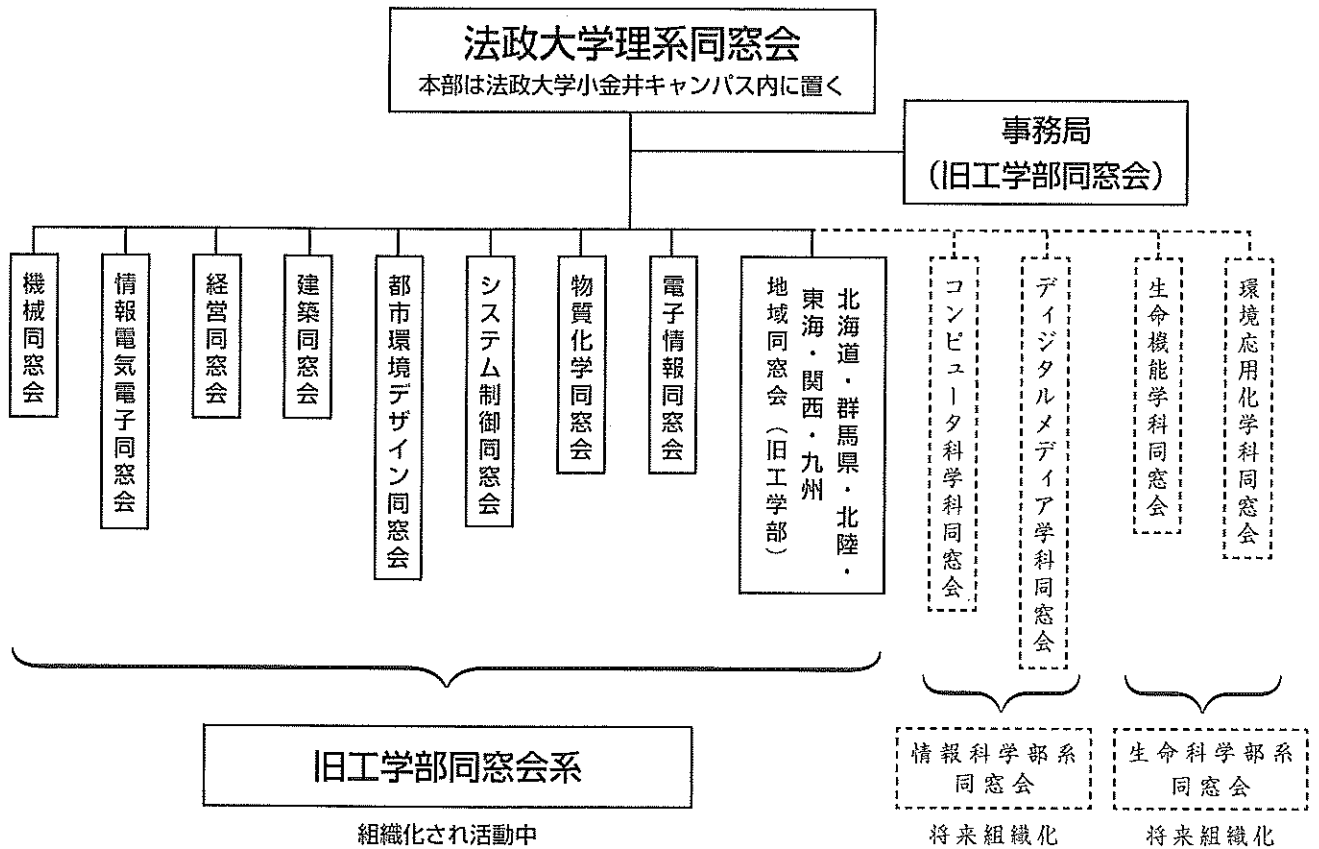 法政大学理系同窓会
本部は法政大学小金井キャンパス内に置く
事務局
（旧工学部同窓会）
機械同窓会
情報電気電子同窓会
経営同窓会
建築同窓会
都市環境デザイン同窓会
システム制御同窓会
物質化学同窓会
電子情報同窓会
北海道・群馬県・北陸・
東海・関西・九州
地域同窓会（旧工学部）
コンピュータ科学科同窓会
ディジタルメディア学科同窓会
生命機能学科同窓会
環境応用化学科同窓会
旧工学部同窓会系
組織化され活動中
情報科学部系
同窓会
将来組織化
生命科学部系
同窓会
将来組織化